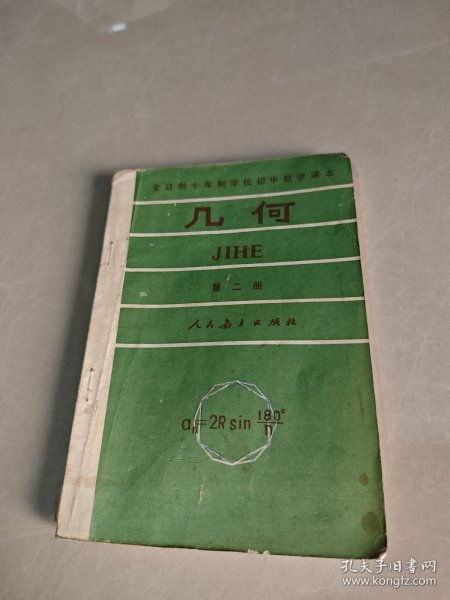 全日制十年制学校初中数学课本
几何
JIHE
第二册
人民教育出版社
aₙ=2R sin 180°/n
孔夫子旧书网
www.kongfz.com